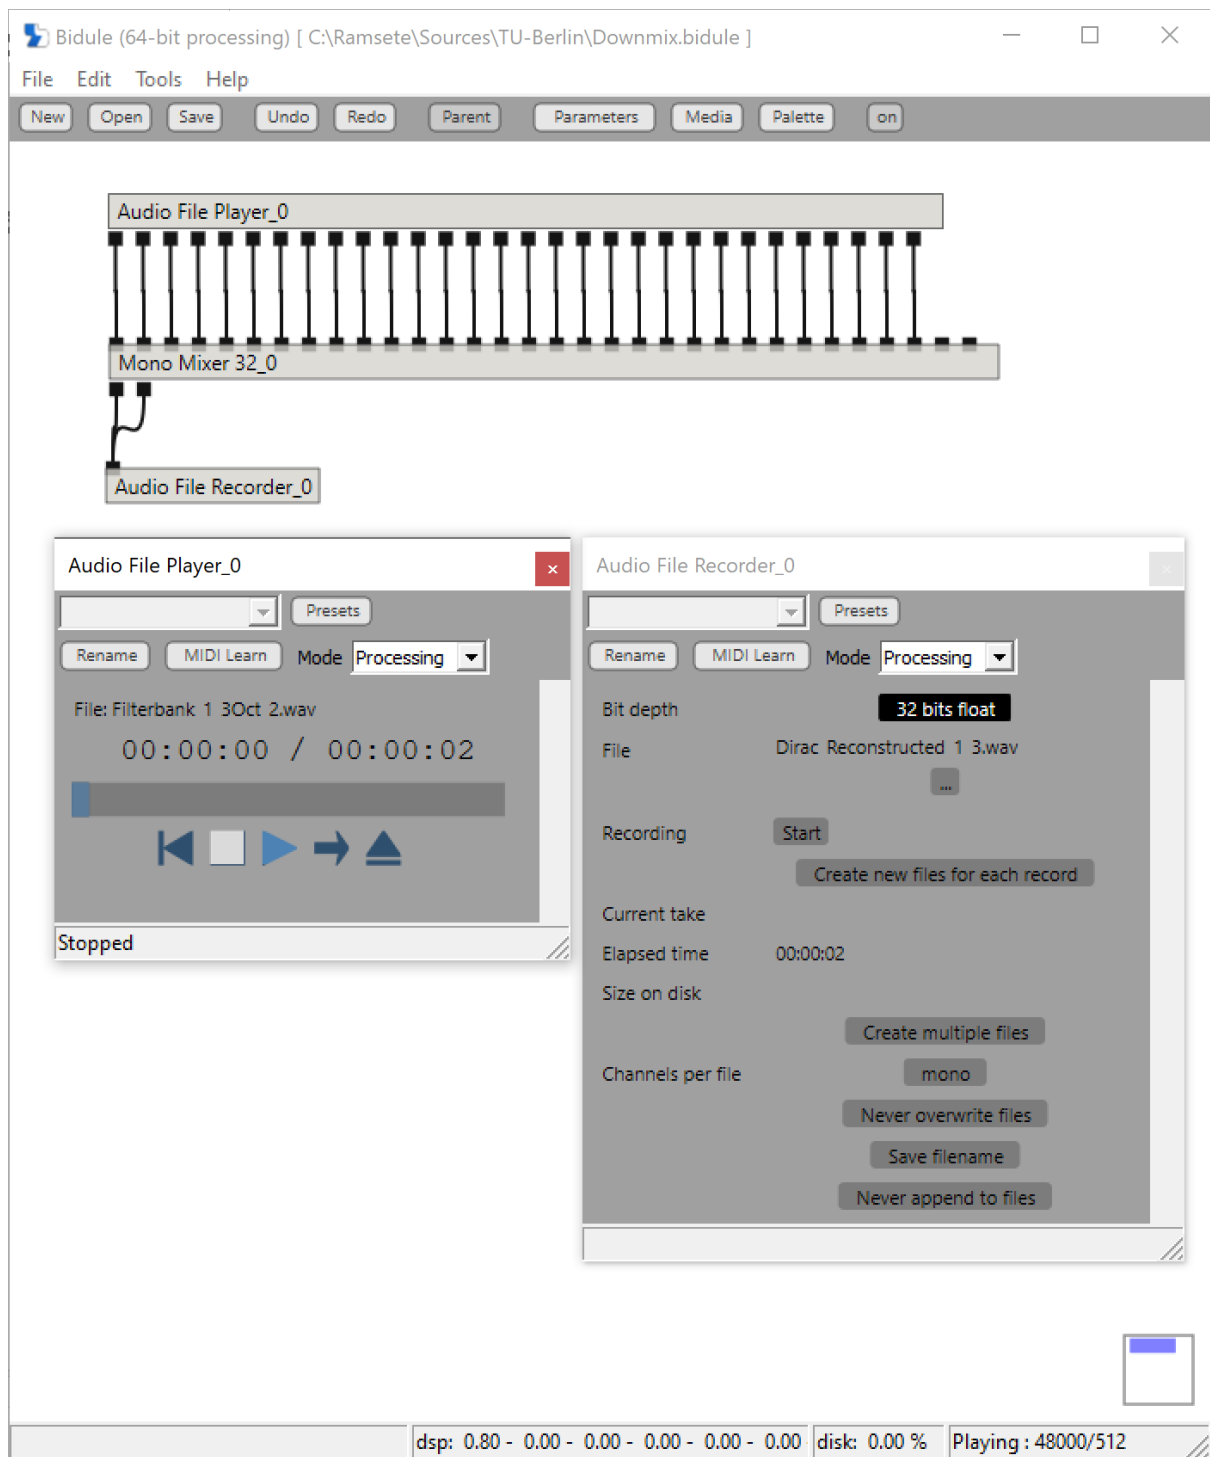 Bidule (64-bit processing) [ C:\Ramsete\Sources\TU-Berlin\Downmix.bidule ]
File Edit Tools Help
New Open Save Undo Redo Parent Parameters Media Palette on
Audio File Player_0
Mono Mixer 32_0
Audio File Recorder_0
Audio File Player_0
Presets
Rename MIDI Learn Mode Processing
File: Filterbank 1 3Oct 2.wav
00:00:00 / 00:00:02
Stopped
Audio File Recorder_0
Presets
Rename MIDI Learn Mode Processing
Bit depth 32 bits float
File Dirac Reconstructed 1 3.wav
...
Recording Start
Create new files for each record
Current take
Elapsed time 00:00:02
Size on disk
Create multiple files
Channels per file mono
Never overwrite files
Save filename
Never append to files
dsp: 0.80 - 0.00 - 0.00 - 0.00 - 0.00 - 0.00 disk: 0.00 % Playing : 48000/512